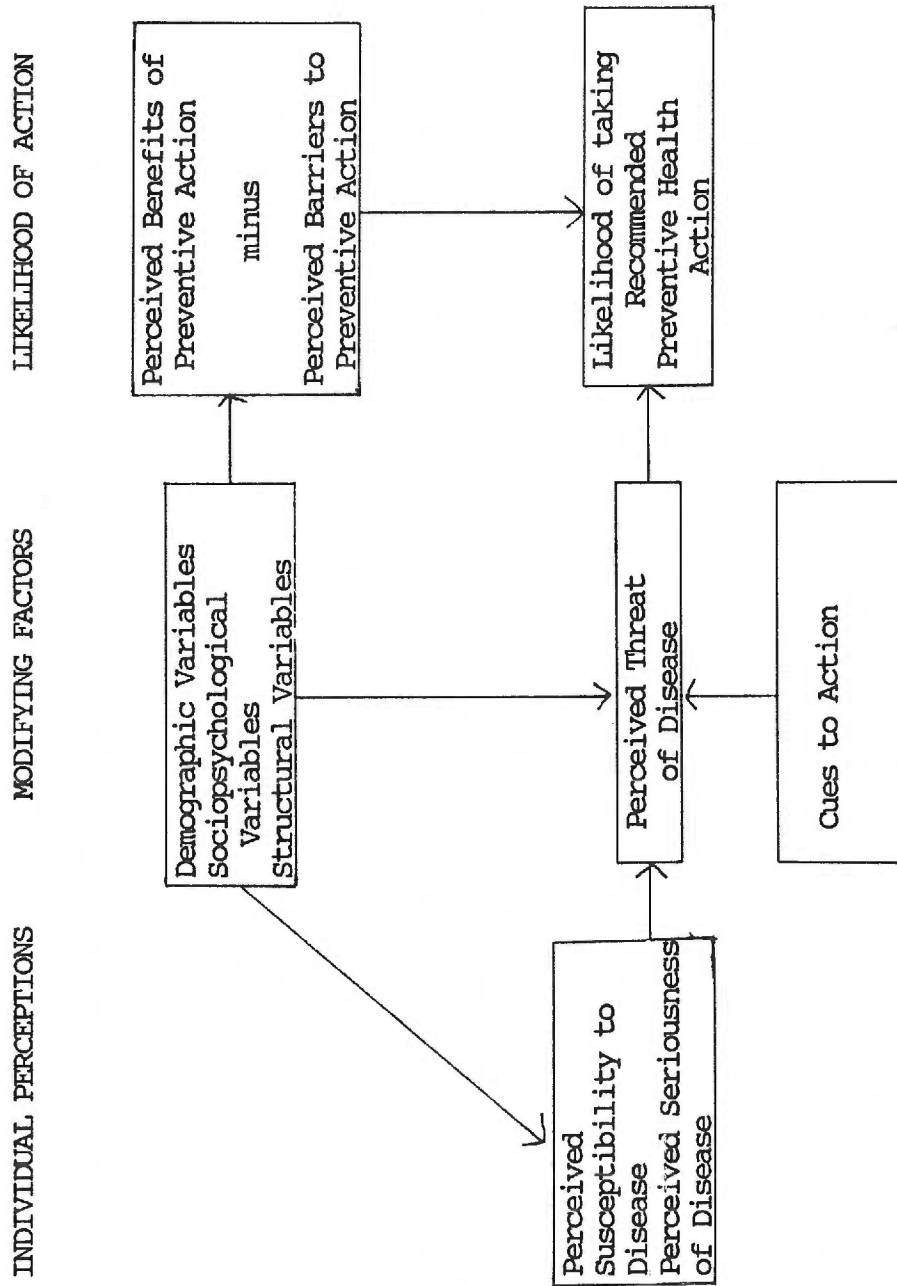 INDIVIDUAL PERCEPTIONS
MODIFYING FACTORS
LIKELIHOOD OF ACTION
Demographic Variables
Sociopsychological
Variables
Structural Variables
Perceived Benefits of
Preventive Action
minus
Perceived Barriers to
Preventive Action
Perceived
Susceptibility to
Disease
Perceived Seriousness
of Disease
Perceived Threat
of Disease
Likelihood of taking
Recommended
Preventive Health
Action
Cues to Action